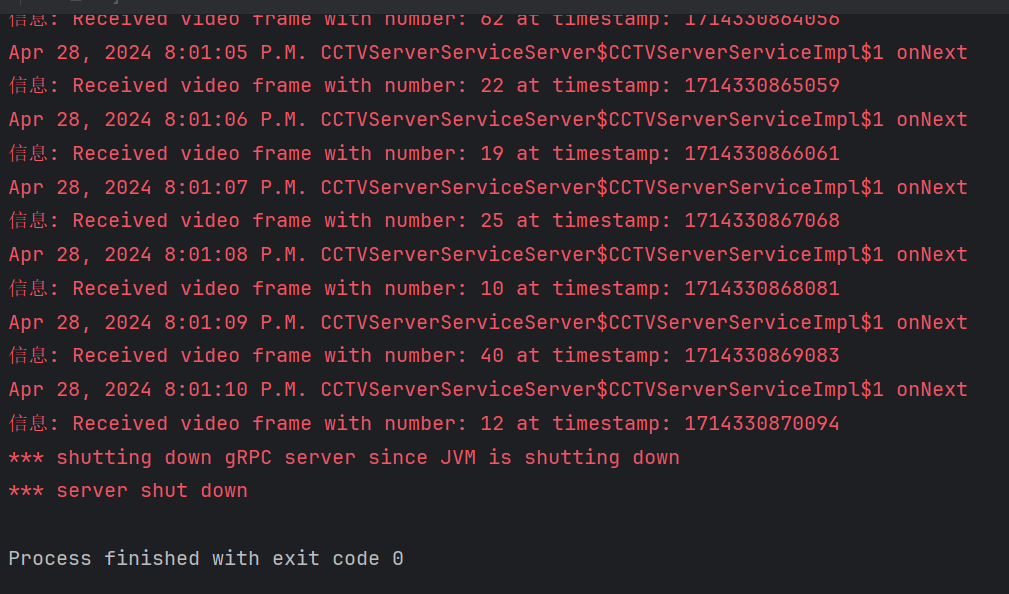 信息: Received video frame with number: 62 at timestamp: 1714330864056
Apr 28, 2024 8:01:05 P.M. CCTVServerServiceServer$CCTVServerServiceImpl$1 onNext
信息: Received video frame with number: 22 at timestamp: 1714330865059
Apr 28, 2024 8:01:06 P.M. CCTVServerServiceServer$CCTVServerServiceImpl$1 onNext
信息: Received video frame with number: 19 at timestamp: 1714330866061
Apr 28, 2024 8:01:07 P.M. CCTVServerServiceServer$CCTVServerServiceImpl$1 onNext
信息: Received video frame with number: 25 at timestamp: 1714330867068
Apr 28, 2024 8:01:08 P.M. CCTVServerServiceServer$CCTVServerServiceImpl$1 onNext
信息: Received video frame with number: 10 at timestamp: 1714330868081
Apr 28, 2024 8:01:09 P.M. CCTVServerServiceServer$CCTVServerServiceImpl$1 onNext
信息: Received video frame with number: 40 at timestamp: 1714330869083
Apr 28, 2024 8:01:10 P.M. CCTVServerServiceServer$CCTVServerServiceImpl$1 onNext
信息: Received video frame with number: 12 at timestamp: 1714330870094
*** shutting down gRPC server since JVM is shutting down
*** server shut down
Process finished with exit code 0